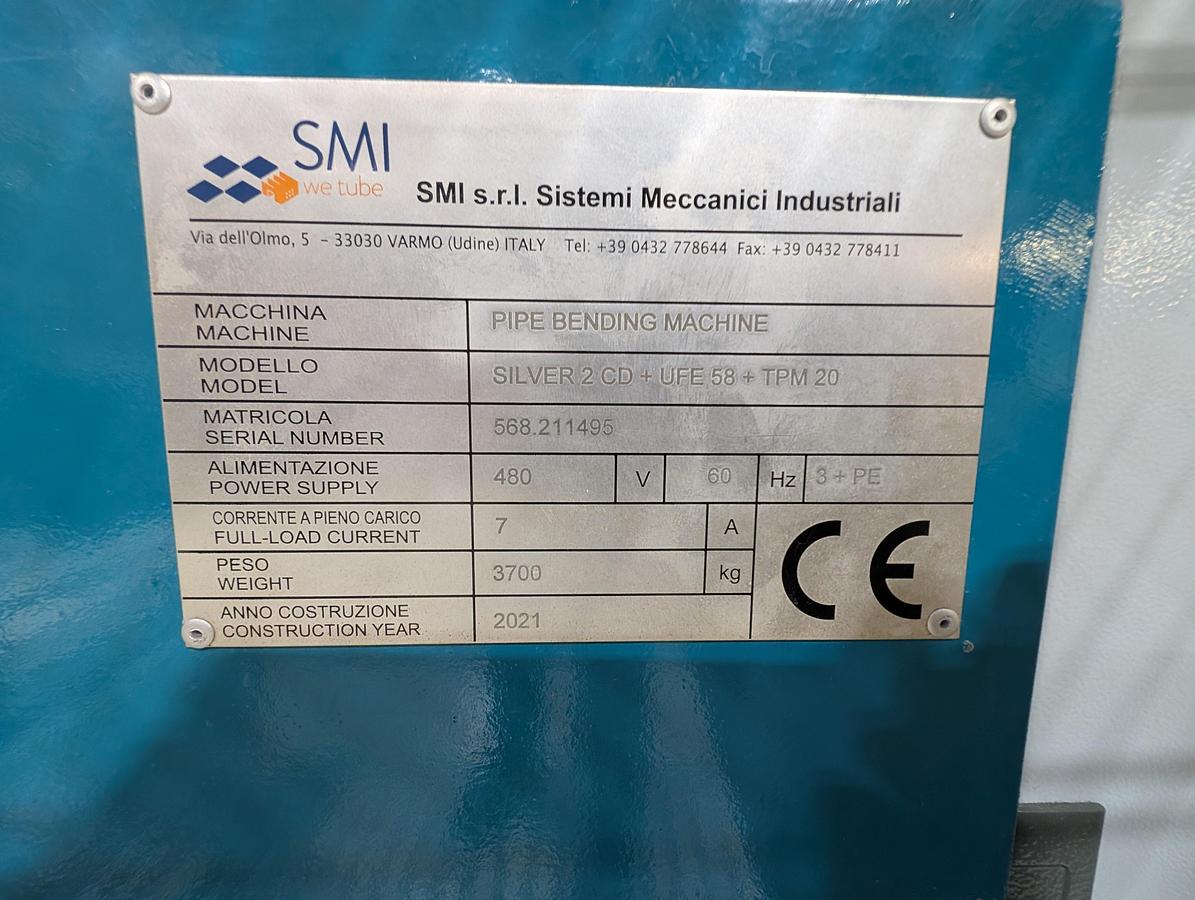 SMI
we tube
SMI s.r.l. Sistemi Meccanici Industriali
Via dell'Olmo, 5 - 33030 VARMO (Udine) ITALY Tel: +39 0432 778644 Fax: +39 0432 778411
MACCHINA
MACHINE
PIPE BENDING MACHINE
MODELLO
MODEL
SILVER 2 CD + UFE 58 + TPM 20
MATRICOLA
SERIAL NUMBER
568.211495
ALIMENTAZIONE
POWER SUPPLY
480 V 60 Hz 3 + PE
CORRENTE A PIENO CARICO
FULL-LOAD CURRENT
7 A
PESO
WEIGHT
3700 kg
ANNO COSTRUZIONE
CONSTRUCTION YEAR
2021
CE